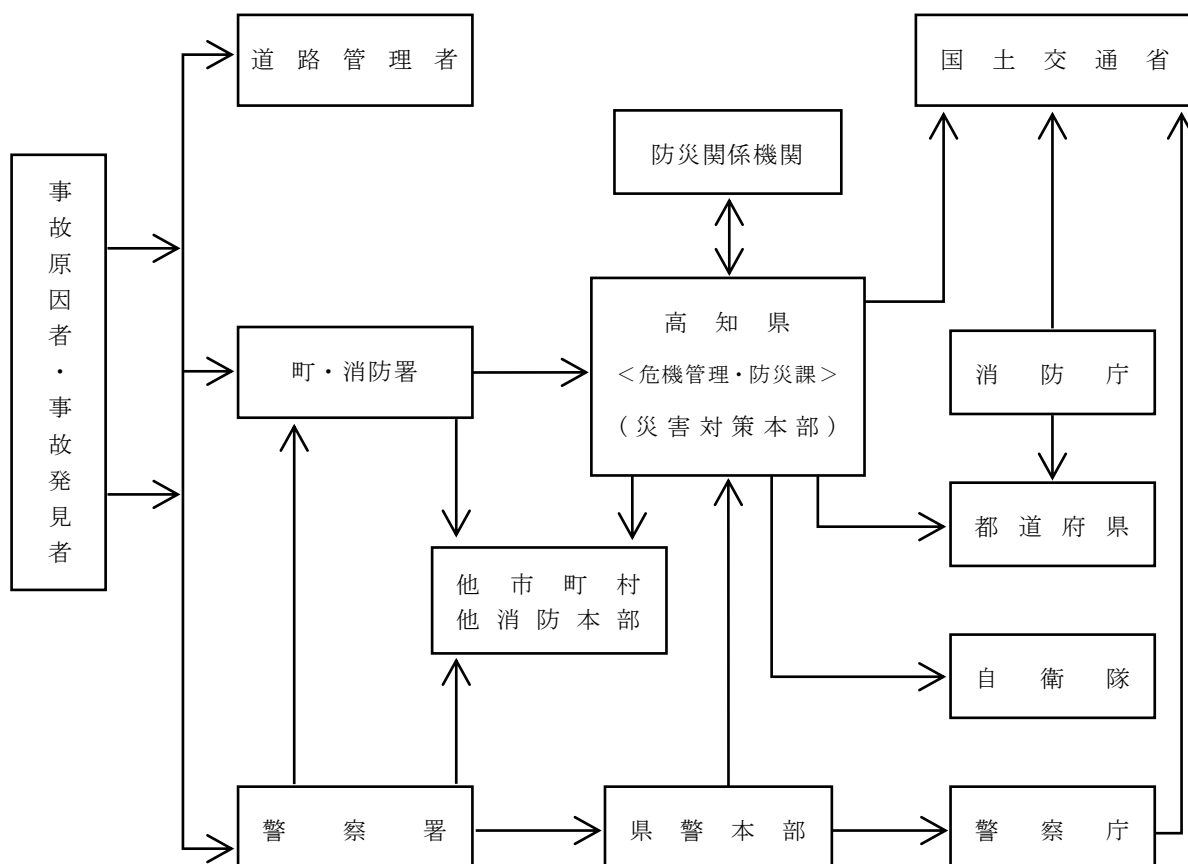 道路管理者
国土交通省
防災関係機関
事故原因者・事故発見者
町・消防署
高知県
＜危機管理・防災課＞
(災害対策本部)
消防庁
都道府県
他市町村
他消防本部
自衛隊
警察署
県警本部
警察庁